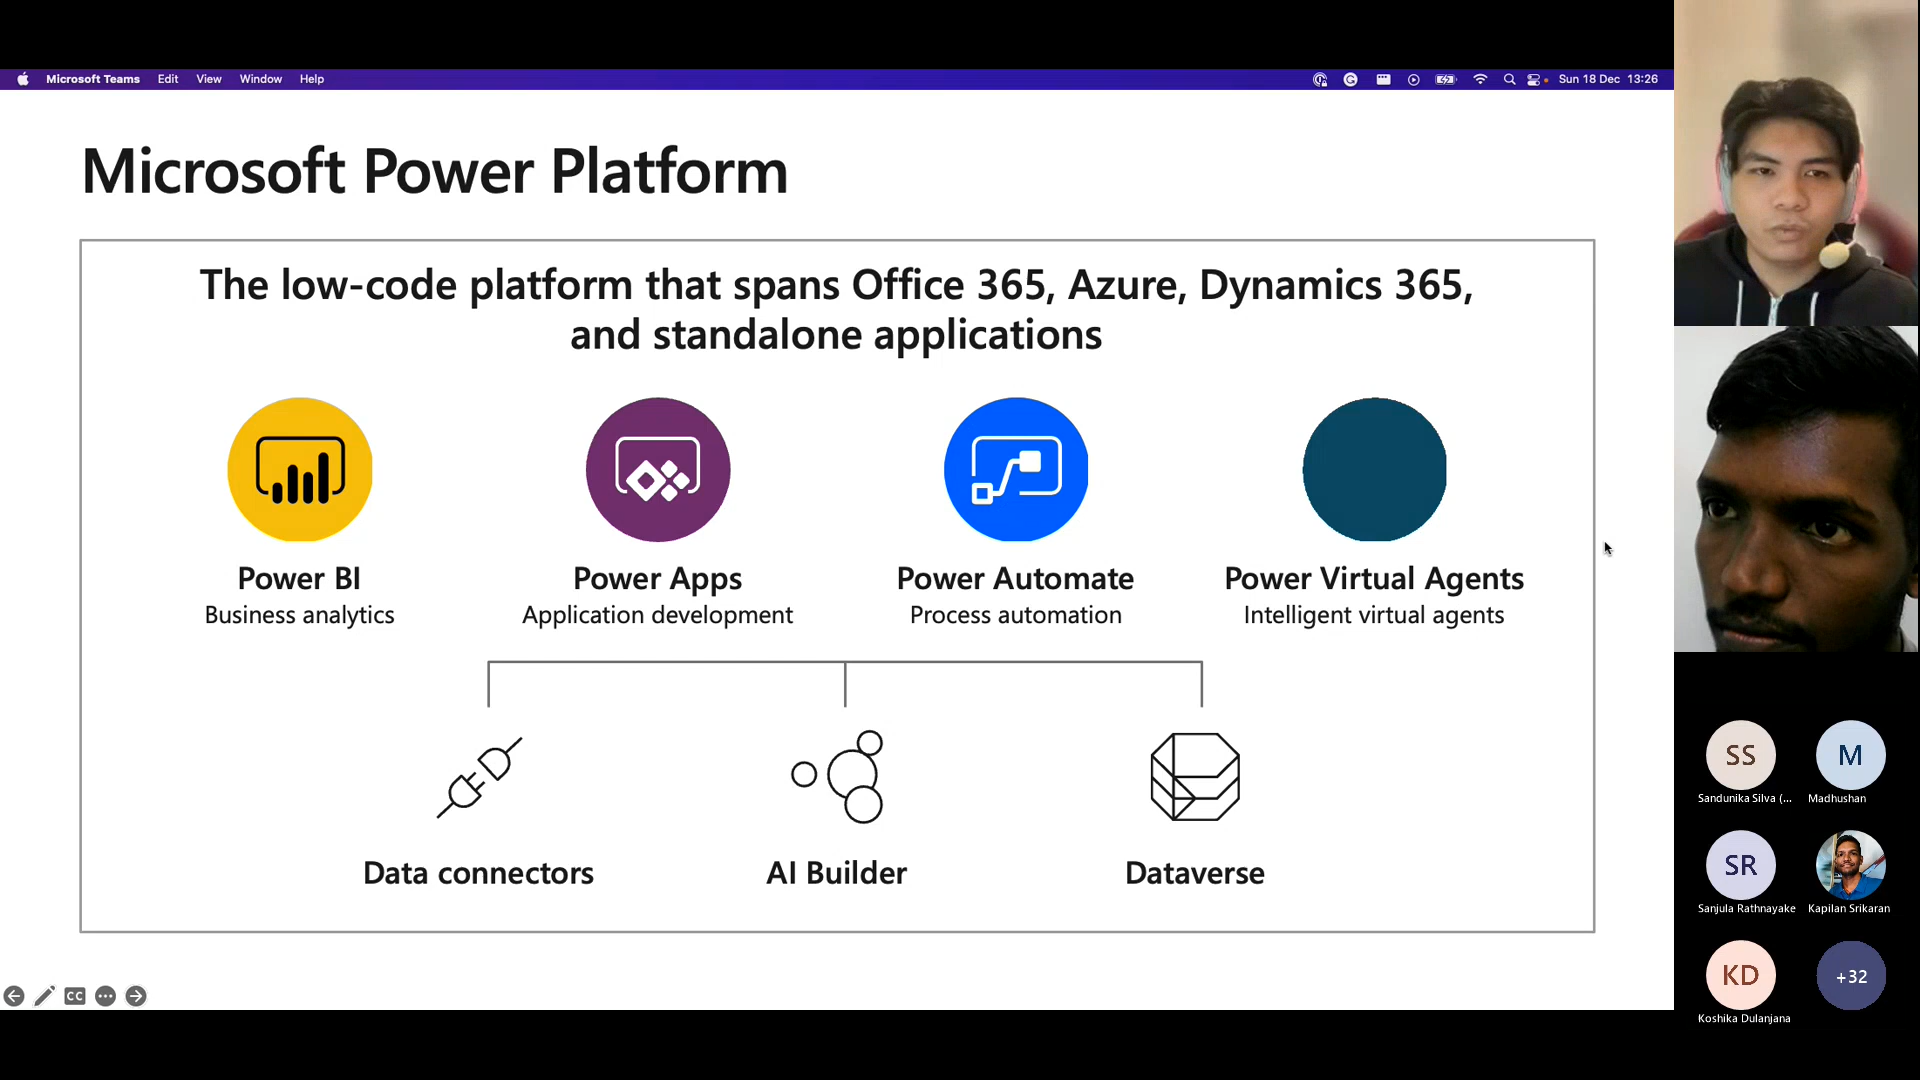 Microsoft Teams Edit View Window Help Sun 18 Dec 13:26
Microsoft Power Platform
The low-code platform that spans Office 365, Azure, Dynamics 365,
and standalone applications
Power BI Power Apps Power Automate Power Virtual Agents
Business analytics Application development Process automation Intelligent virtual agents
Data connectors AI Builder Dataverse
CC
SS M
Sandunika Silva (... Madhushan
SR
Sanjula Rathnayake Kapilan Srikaran
KD +32
Koshika Dulanjana